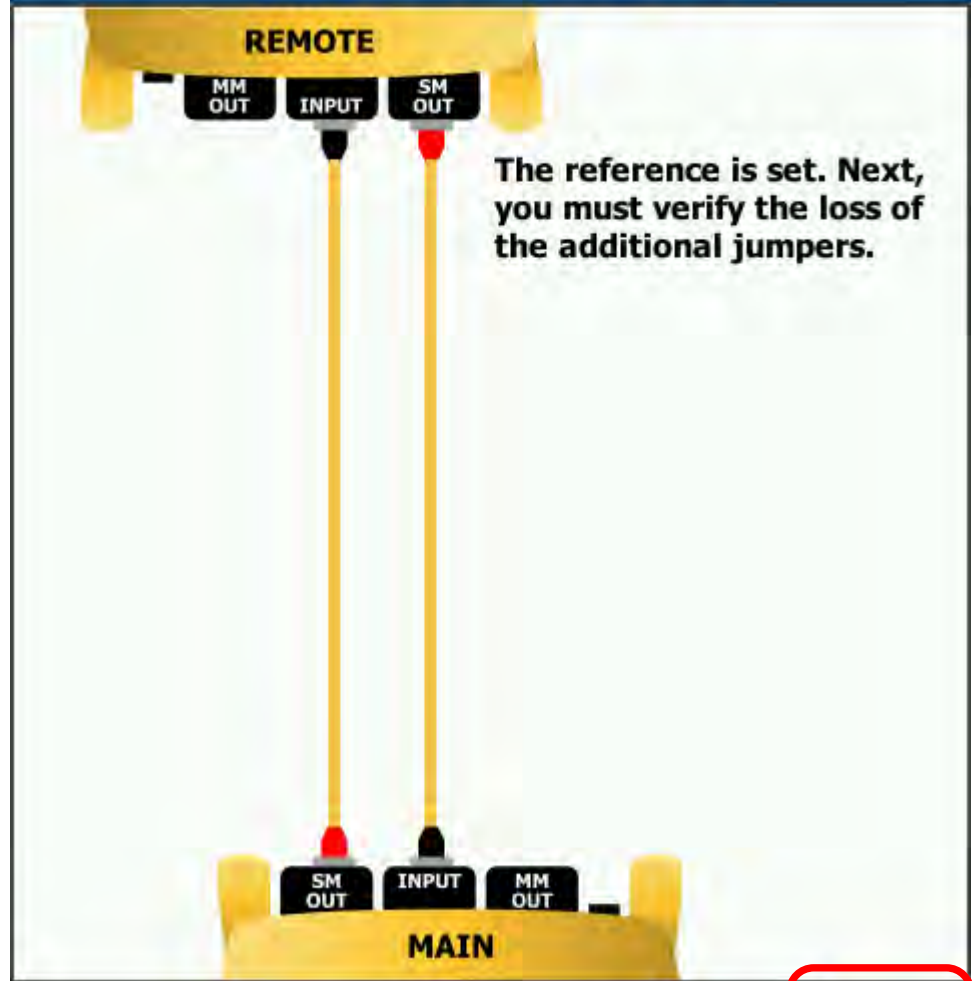 REMOTE
MM
OUT
INPUT
SM
OUT
The reference is set. Next,
you must verify the loss of
the additional jumpers.
SM
OUT
INPUT
MM
OUT
MAIN